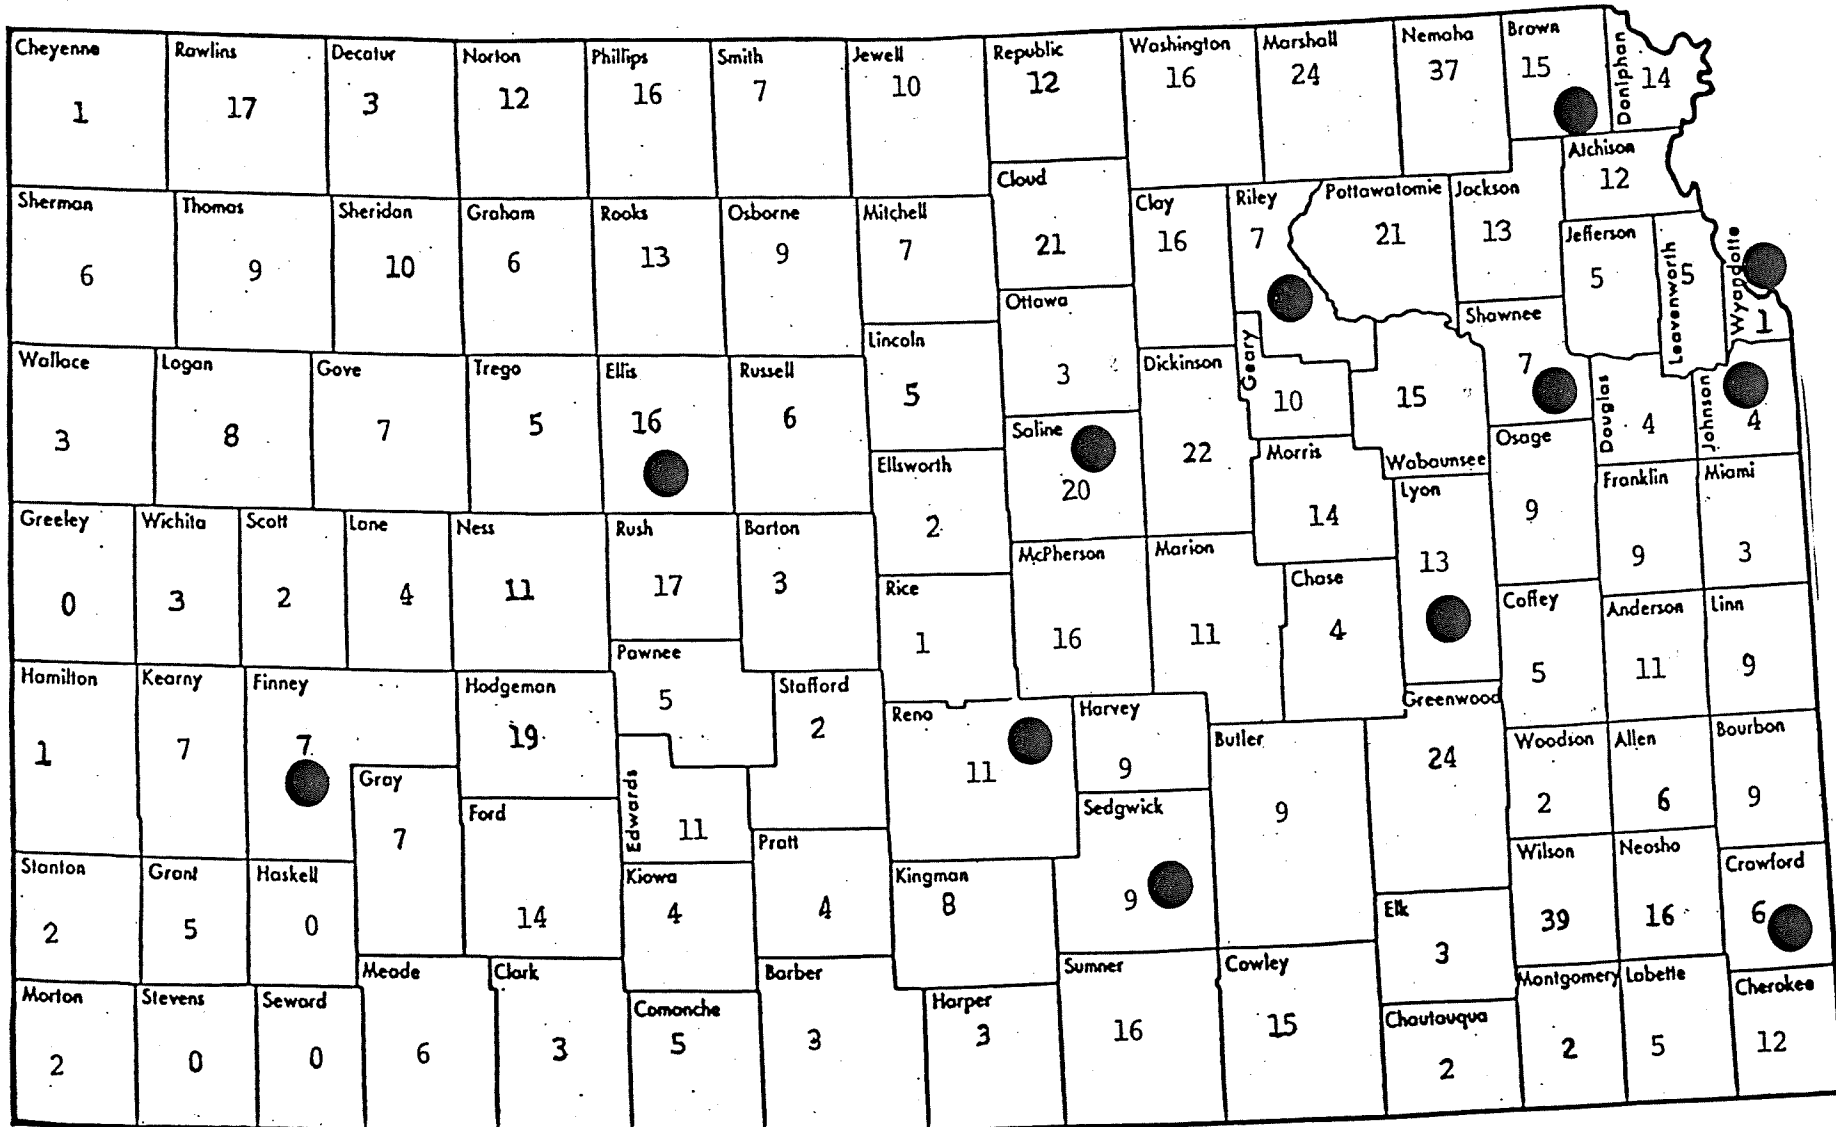 Cheyenne
1
Rawlins
17
Decatur
3
Norton
12
Phillips
16
Smith
7
Jewell
10
Republic
12
Washington
16
Marshall
24
Nemaha
37
Brown
15
Doniphan
14
Atchison
12
Sherman
6
Thomas
9
Sheridan
10
Graham
6
Rooks
13
Osborne
9
Mitchell
7
Cloud
21
Clay
16
Riley
7
Pottawatomie
21
Jackson
13
Jefferson
5
Leavenworth
5
Wyandotte
1
Ottawa
3
Lincoln
5
Wallace
3
Logan
8
Gove
7
Trego
5
Ellis
16
Russell
6
Saline
20
Dickinson
22
Geary
10
Wabaunsee
15
Shawnee
7
Douglas
4
Johnson
4
Ellsworth
2
Morris
14
Lyon
13
Osage
9
Franklin
9
Miami
3
Greeley
0
Wichita
3
Scott
2
Lane
4
Ness
11
Rush
17
Barton
3
Rice
1
McPherson
16
Marion
11
Chase
4
Coffey
5
Anderson
11
Linn
9
Hamilton
1
Kearny
7
Finney
7
Hodgeman
19
Pawnee
5
Stafford
2
Reno
11
Harvey
9
Butler
9
Greenwood
24
Woodson
2
Allen
6
Bourbon
9
Gray
7
Ford
14
Edwards
11
Pratt
4
Sedgwick
9
Stanton
2
Grant
5
Haskell
0
Kiowa
4
Kingman
8
Elk
3
Wilson
39
Neosho
16
Crawford
6
Morton
2
Stevens
0
Seward
0
Meade
6
Clark
3
Comanche
5
Barber
3
Harper
3
Sumner
16
Cowley
15
Chautauqua
2
Montgomery
2
Labette
5
Cherokee
12